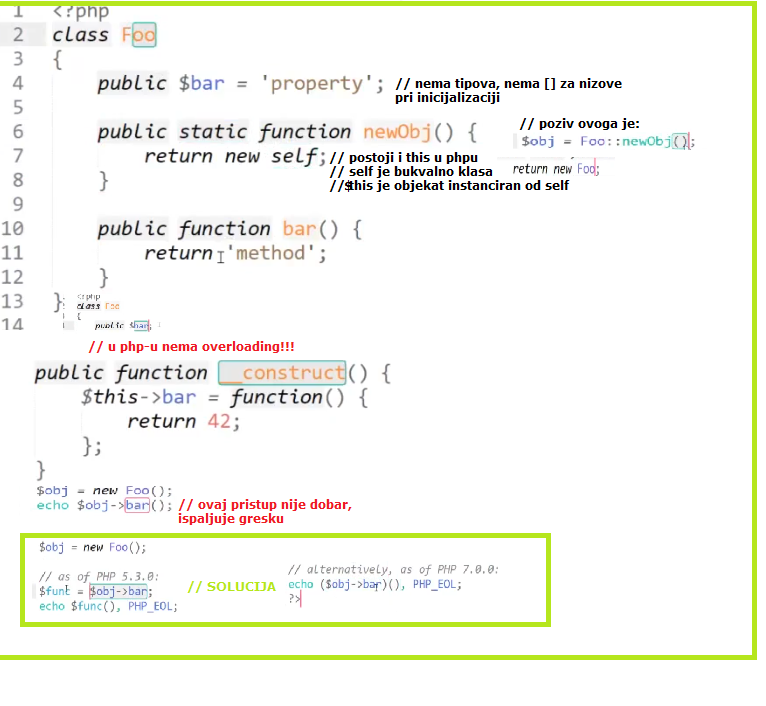 1 <?php
2 class Foo
3 {
4 public $bar = 'property'; // nema tipova, nema [] za nizove
pri inicijalizaciji
5
6 public static function newObj() {
7 return new self;
8 }
// poziv ovoga je:
$obj = Foo::newObj();
return new Foo;
// postoji i this u phpu
// self je bukvalno klasa
//$this je objekat instanciran od self
9
10 public function bar() {
11 return 'method';
12 }
13 }
14
<?php
class Foo
{
public $bar;
// u php-u nema overloading!!!
public function __construct() {
$this->bar = function() {
return 42;
};
}
$obj = new Foo();
echo $obj->bar(); // ovaj pristup nije dobar,
ispaljuje gresku
$obj = new Foo();
// as of PHP 5.3.0:
$func = $obj->bar;
echo $func(), PHP_EOL;
// SOLUCIJA
// alternatively, as of PHP 7.0.0:
echo ($obj->bar)(), PHP_EOL;
?>